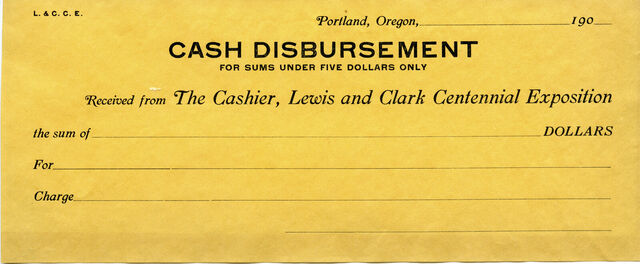 L. & C. C. E.
Portland, Oregon, 190
CASH DISBURSEMENT
FOR SUMS UNDER FIVE DOLLARS ONLY
Received from The Cashier, Lewis and Clark Centennial Exposition
the sum of DOLLARS
For
Charge